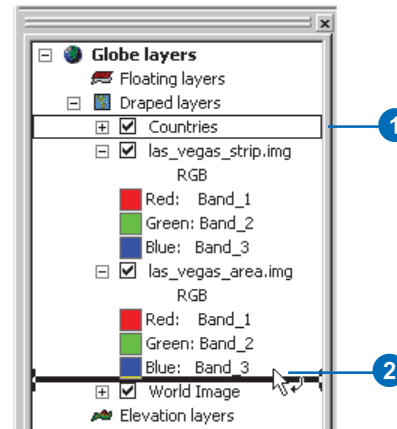 Globe layers
Floating layers
Draped layers
Countries
1
las_vegas_strip.img
RGB
Red: Band_1
Green: Band_2
Blue: Band_3
las_vegas_area.img
RGB
Red: Band_1
Green: Band_2
Blue: Band_3
2
World Image
Elevation layers